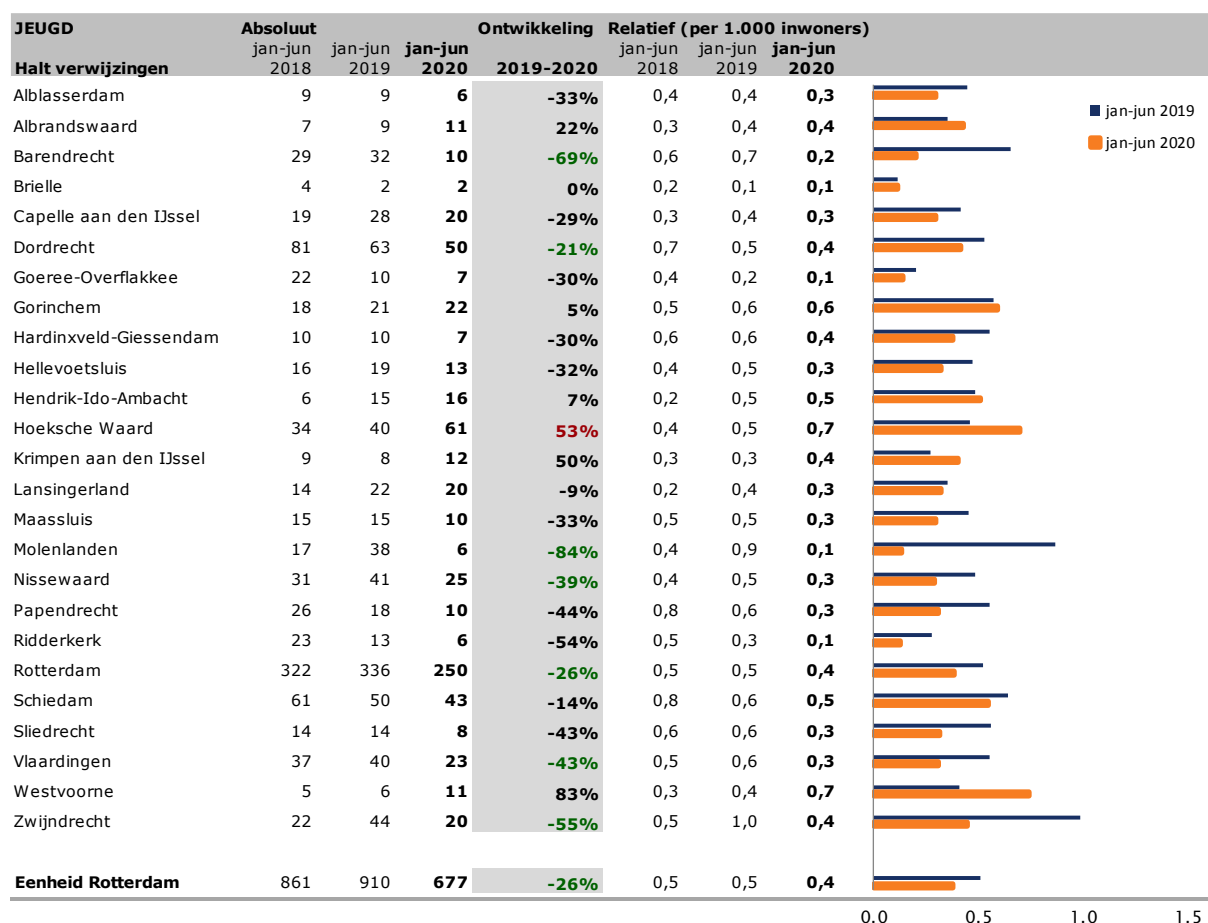 JEUGD Absoluut Ontwikkeling Relatief (per 1.000 inwoners)
jan-jun jan-jun jan-jun jan-jun jan-jun jan-jun
Halt verwijzingen 2018 2019 2020 2019-2020 2018 2019 2020
Alblasserdam 9 9 6 -33% 0,4 0,4 0,3
jan-jun 2019
Albrandswaard 7 9 11 22% 0,3 0,4 0,4
jan-jun 2020
Barendrecht 29 32 10 -69% 0,6 0,7 0,2
Brielle 4 2 2 0% 0,2 0,1 0,1
Capelle aan den IJssel 19 28 20 -29% 0,3 0,4 0,3
Dordrecht 81 63 50 -21% 0,7 0,5 0,4
Goeree-Overflakkee 22 10 7 -30% 0,4 0,2 0,1
Gorinchem 18 21 22 5% 0,5 0,6 0,6
Hardinxveld-Giessendam 10 10 7 -30% 0,6 0,6 0,4
Hellevoetsluis 16 19 13 -32% 0,4 0,5 0,3
Hendrik-Ido-Ambacht 6 15 16 7% 0,2 0,5 0,5
Hoeksche Waard 34 40 61 53% 0,4 0,5 0,7
Krimpen aan den IJssel 9 8 12 50% 0,3 0,3 0,4
Lansingerland 14 22 20 -9% 0,2 0,4 0,3
Maassluis 15 15 10 -33% 0,5 0,5 0,3
Molenlanden 17 38 6 -84% 0,4 0,9 0,1
Nissewaard 31 41 25 -39% 0,4 0,5 0,3
Papendrecht 26 18 10 -44% 0,8 0,6 0,3
Ridderkerk 23 13 6 -54% 0,5 0,3 0,1
Rotterdam 322 336 250 -26% 0,5 0,5 0,4
Schiedam 61 50 43 -14% 0,8 0,6 0,5
Sliedrecht 14 14 8 -43% 0,6 0,6 0,3
Vlaardingen 37 40 23 -43% 0,5 0,6 0,3
Westvoorne 5 6 11 83% 0,3 0,4 0,7
Zwijndrecht 22 44 20 -55% 0,5 1,0 0,4
Eenheid Rotterdam 861 910 677 -26% 0,5 0,5 0,4
0.0 0.5 1.0 1.5